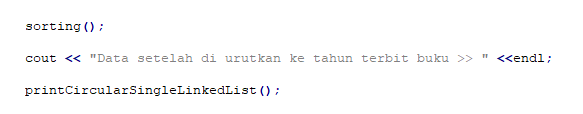 sorting();
cout << "Data setelah di urutkan ke tahun terbit buku >> " <<endl;
printCircularSingleLinkedList();